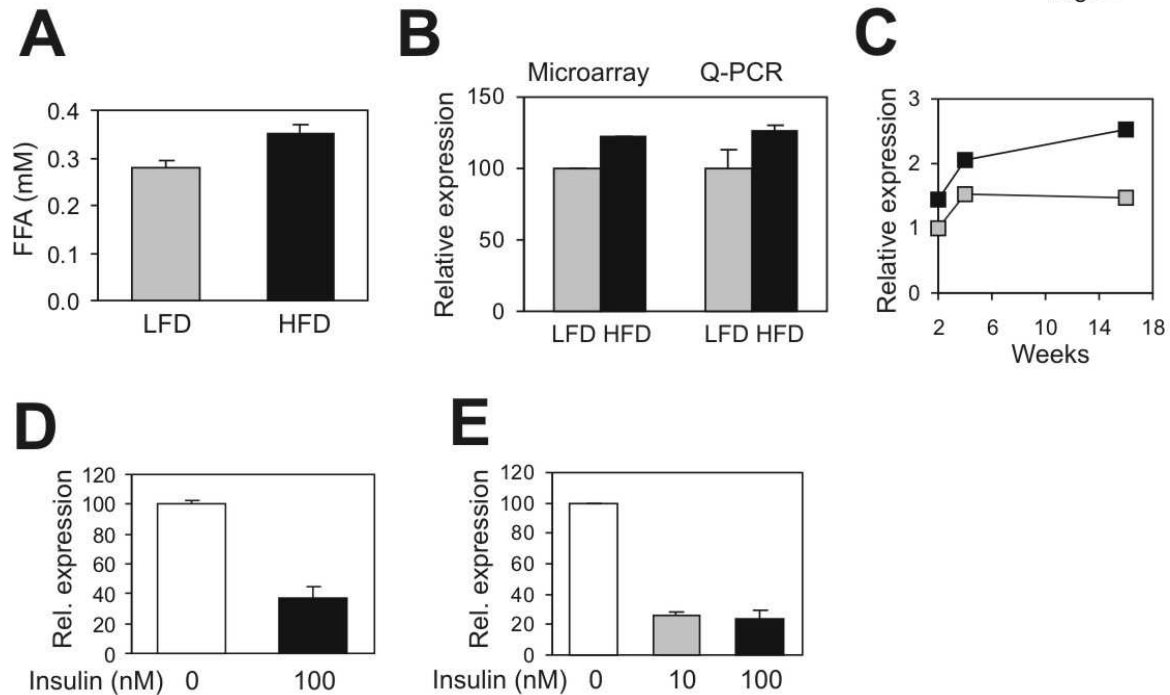 A
FFA (mM)
0.4
0.3
0.2
0.1
0.0
LFD HFD
B
Microarray Q-PCR
Relative expression
150
100
50
0
LFD HFD LFD HFD
C
Relative expression
3
2
1
0
2 6 10 14 18
Weeks
D
Rel. expression
120
100
80
60
40
20
0
Insulin (nM) 0 100
E
Rel. expression
120
100
80
60
40
20
0
Insulin (nM) 0 10 100